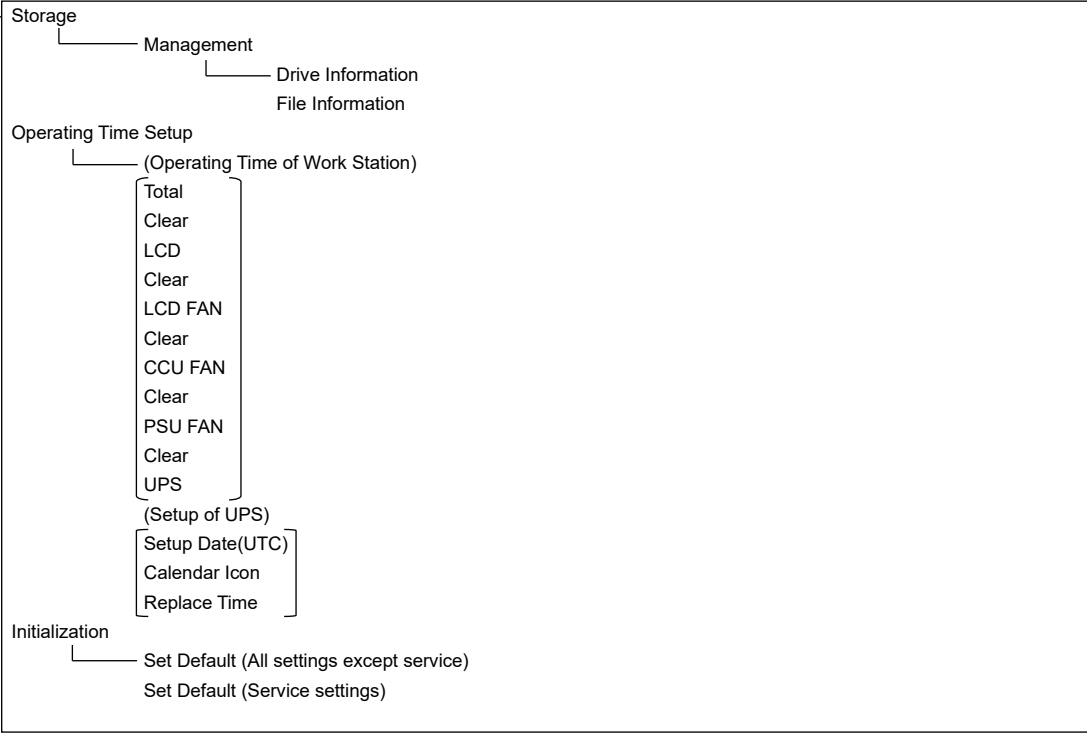 Storage
Management
Drive Information
File Information
Operating Time Setup
(Operating Time of Work Station)
Total
Clear
LCD
Clear
LCD FAN
Clear
CCU FAN
Clear
PSU FAN
Clear
UPS
(Setup of UPS)
Setup Date(UTC)
Calendar Icon
Replace Time
Initialization
Set Default (All settings except service)
Set Default (Service settings)